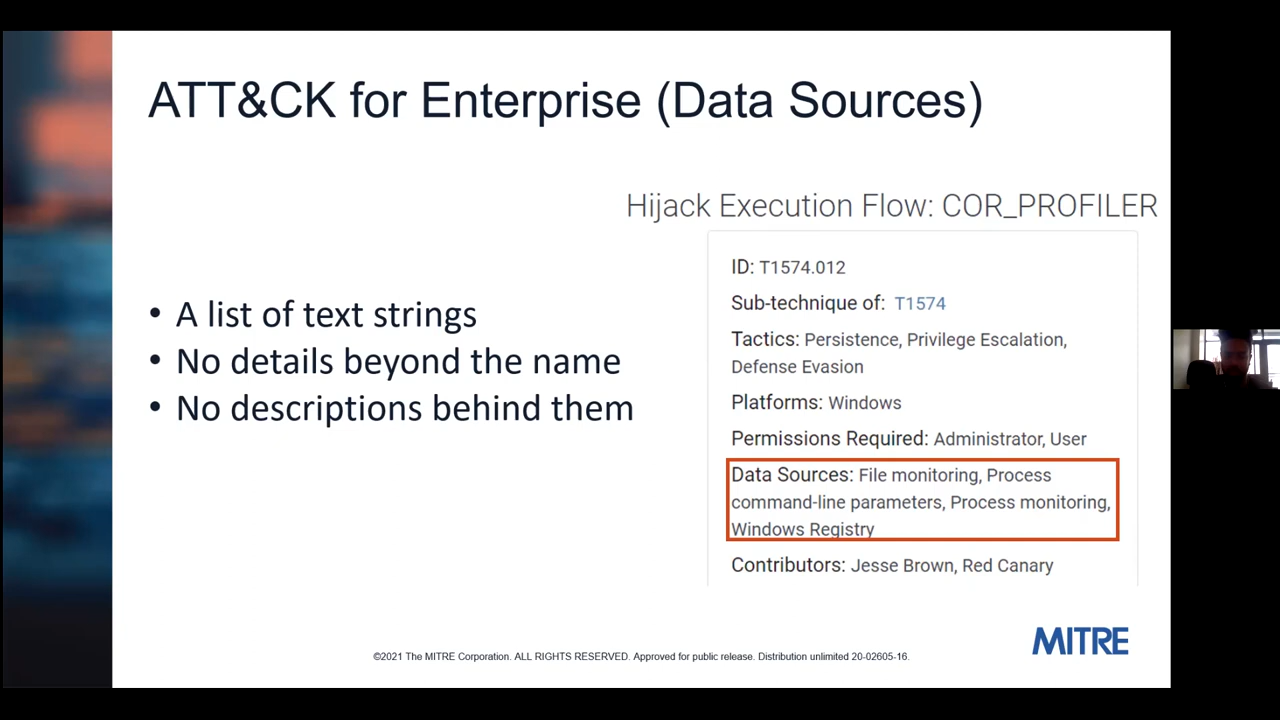 ATT&CK for Enterprise (Data Sources)
• A list of text strings
• No details beyond the name
• No descriptions behind them
Hijack Execution Flow: COR_PROFILER
ID: T1574.012
Sub-technique of: T1574
Tactics: Persistence, Privilege Escalation,
Defense Evasion
Platforms: Windows
Permissions Required: Administrator, User
Data Sources: File monitoring, Process
command-line parameters, Process monitoring,
Windows Registry
Contributors: Jesse Brown, Red Canary
MITRE
©2021 The MITRE Corporation. ALL RIGHTS RESERVED. Approved for public release. Distribution unlimited 20-02605-16.